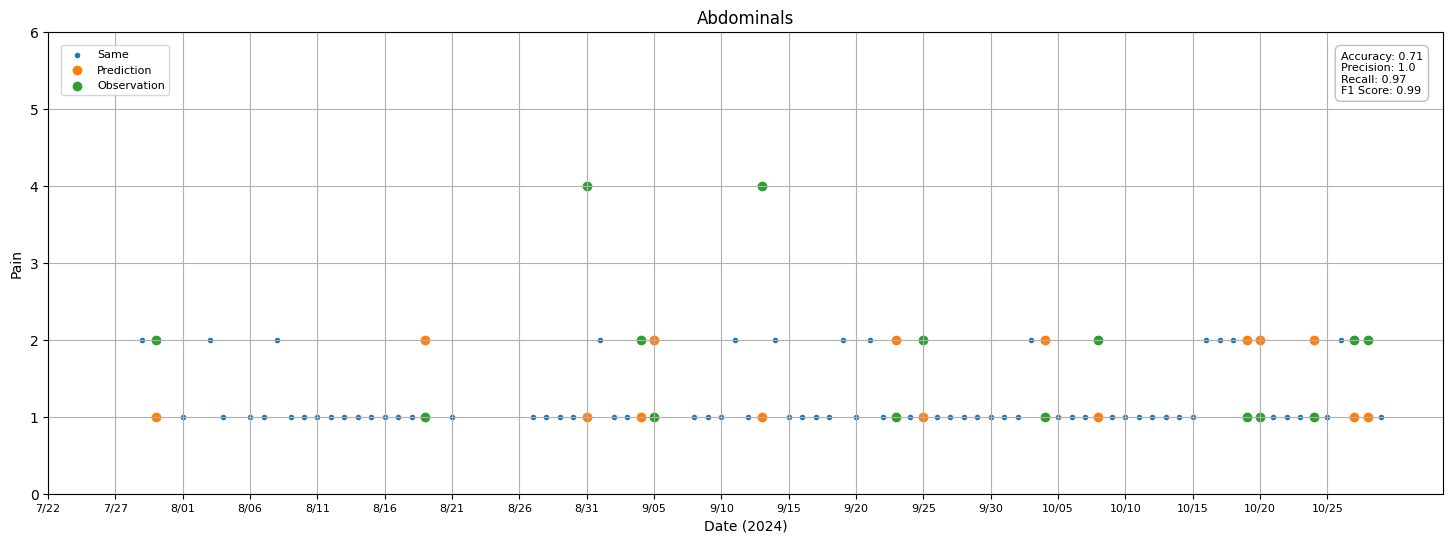 Abdominals
Same
Prediction
Observation
Accuracy: 0.71
Precision: 1.0
Recall: 0.97
F1 Score: 0.99
Pain
6
5
4
3
2
1
0
7/22 7/27 8/01 8/06 8/11 8/16 8/21 8/26 8/31 9/05 9/10 9/15 9/20 9/25 9/30 10/05 10/10 10/15 10/20 10/25
Date (2024)